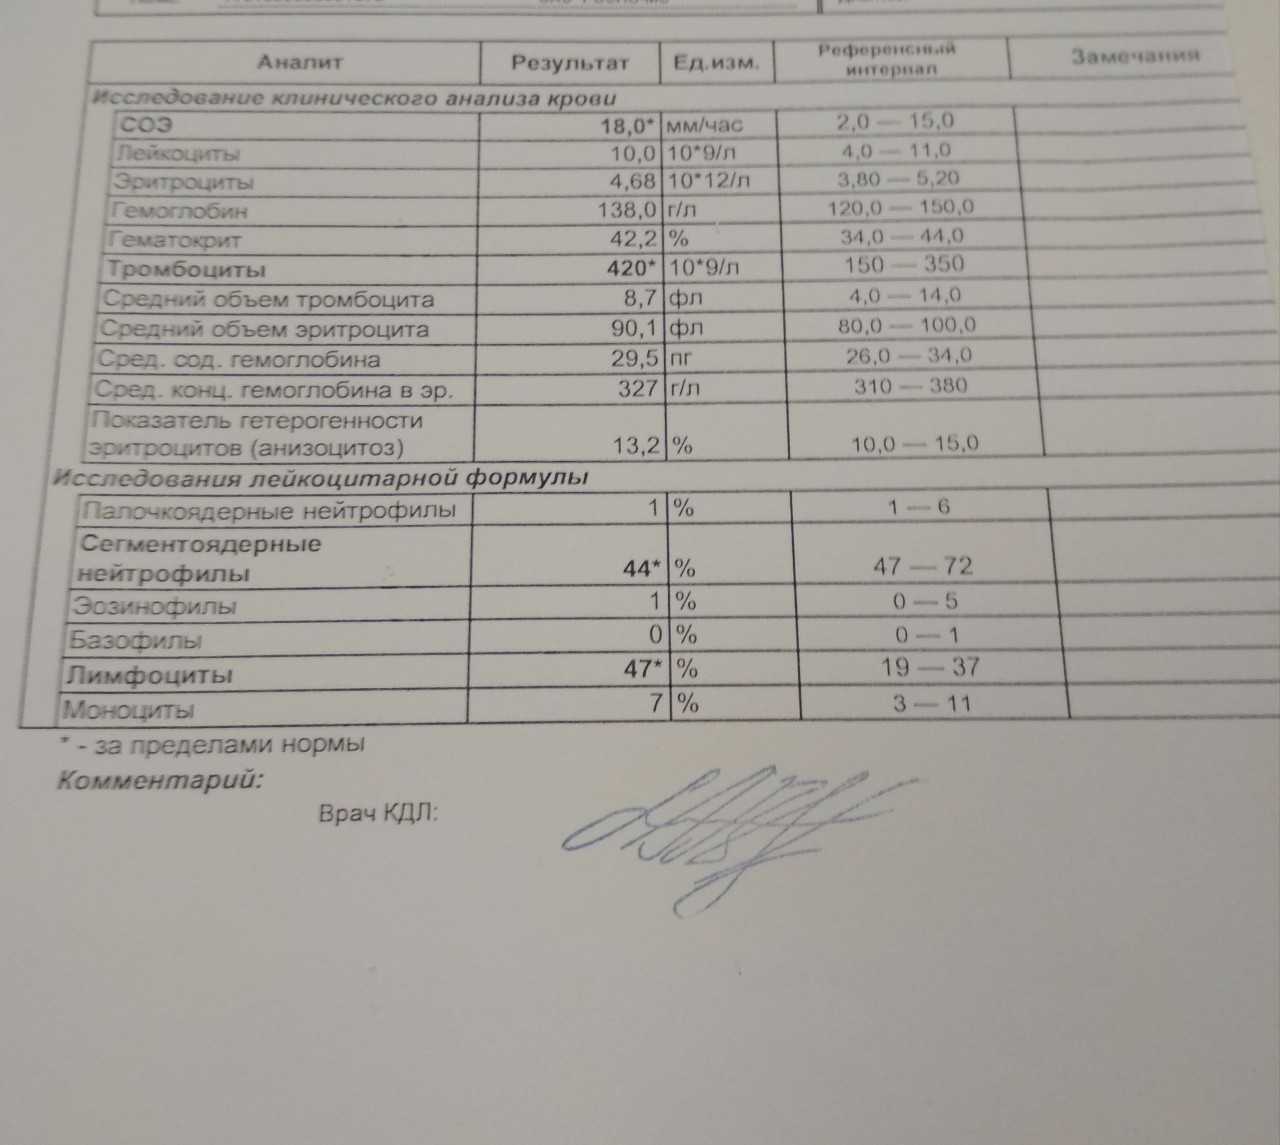 Аналит Результат Ед.изм. Референсный интервал Замечания
Исследование клинического анализа крови
СОЭ 18,0* мм/час 2,0 — 15,0
Лейкоциты 10,0 10*9/л 4,0 — 11,0
Эритроциты 4,68 10*12/л 3,80 — 5,20
Гемоглобин 138,0 г/л 120,0 — 150,0
Гематокрит 42,2 % 34,0 — 44,0
Тромбоциты 420* 10*9/л 150 — 350
Средний объем тромбоцита 8,7 фл 4,0 — 14,0
Средний объем эритроцита 90,1 фл 80,0 — 100,0
Сред. сод. гемоглобина 29,5 пг 26,0 — 34,0
Сред. конц. гемоглобина в эр. 327 г/л 310 — 380
Показатель гетерогенности
эритроцитов (анизоцитоз) 13,2 % 10,0 — 15,0
Исследования лейкоцитарной формулы
Палочкоядерные нейтрофилы 1 % 1 — 6
Сегментоядерные
нейтрофилы 44* % 47 — 72
Эозинофилы 1 % 0 — 5
Базофилы 0 % 0 — 1
Лимфоциты 47* % 19 — 37
Моноциты 7 % 3 — 11
* - за пределами нормы
Комментарий:
Врач КДЛ: